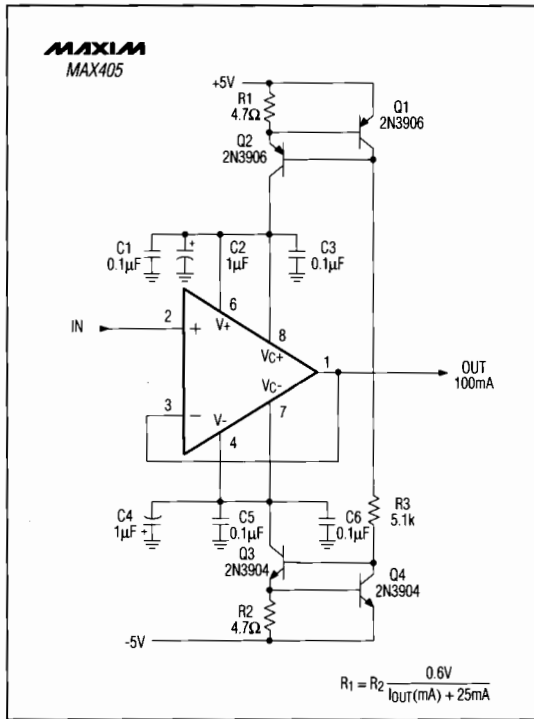 MAXIM
MAX405
+5V
R1
4.7Ω
Q1
2N3906
Q2
2N3906
C1
0.1µF
+
C2
1µF
C3
0.1µF
6
V+
IN
2
+
8
VC+
1
OUT
100mA
VC-
3
−
V-
7
4
C4
1µF +
C5
0.1µF
C6
0.1µF
R3
5.1k
Q3
2N3904
Q4
2N3904
R2
4.7Ω
-5V
R1 = R2 0.6V / IOUT(mA) + 25mA